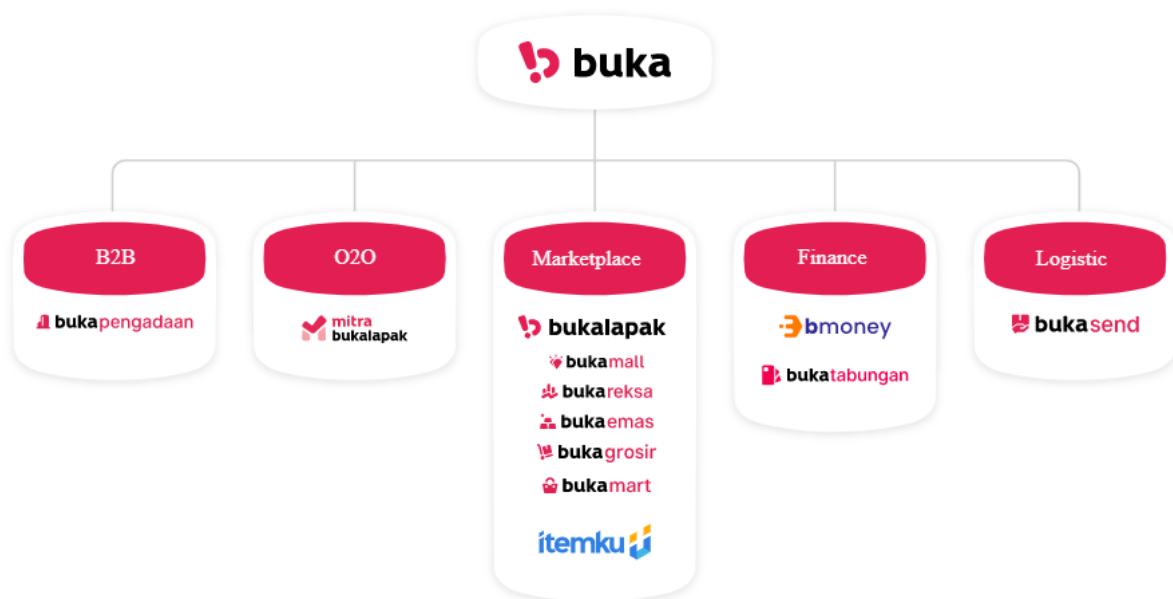 buka
B2B
bukapengadaan
O2O
mitra
bukalapak
Marketplace
bukalapak
bukamall
bukareksa
bukaemas
bukagrosir
bukamart
itemku
Finance
bmoney
bukatabungan
Logistic
bukasend